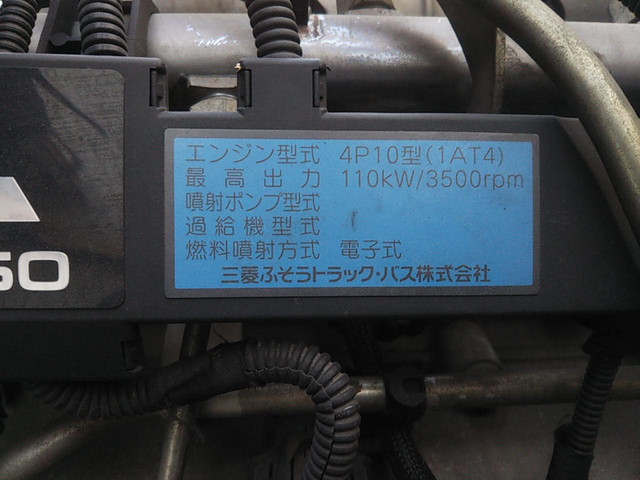 エンジン型式 4P10型(1AT4)
最高出力 110kW/3500rpm
噴射ポンプ型式
過給機型式
燃料噴射方式 電子式
三菱ふそうトラック・バス株式会社
50